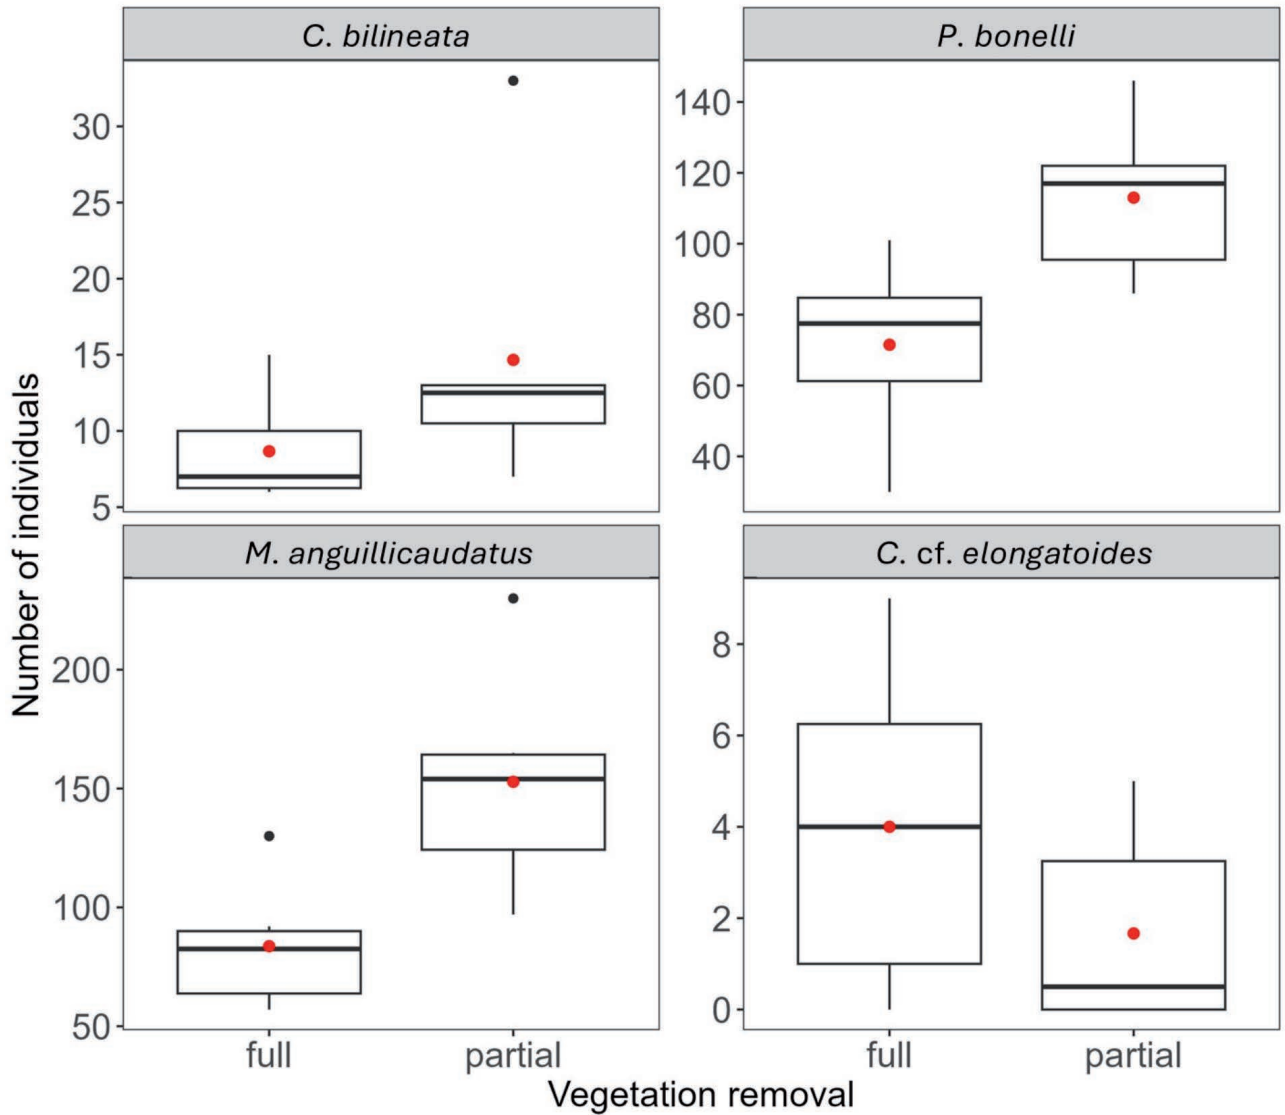 C. bilineata
P. bonelli
30
25
20
15
10
5
140
120
100
80
60
40
Number of individuals
M. anguillicaudatus
C. cf. elongatoides
200
150
100
50
8
6
4
2
0
full
partial
full
partial
Vegetation removal